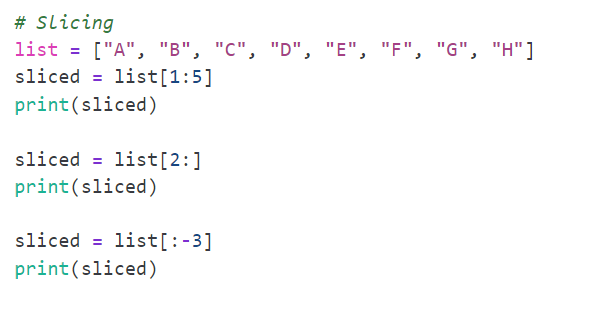 # Slicing
list = ["A", "B", "C", "D", "E", "F", "G", "H"]
sliced = list[1:5]
print(sliced)
sliced = list[2:]
print(sliced)
sliced = list[:-3]
print(sliced)